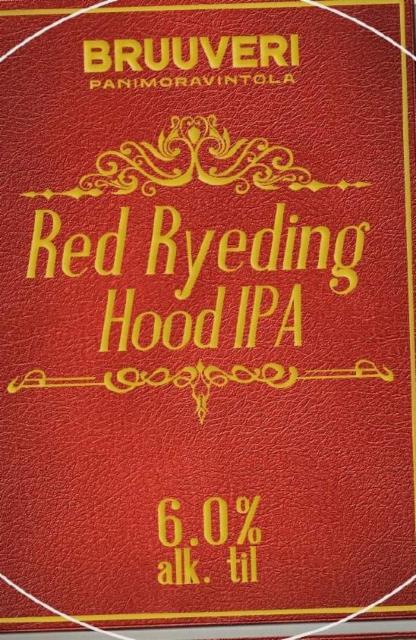 BRUUVERI
PANIMORAVINTOLA
Red Ryeding
Hood IPA
6.0%
alk. til